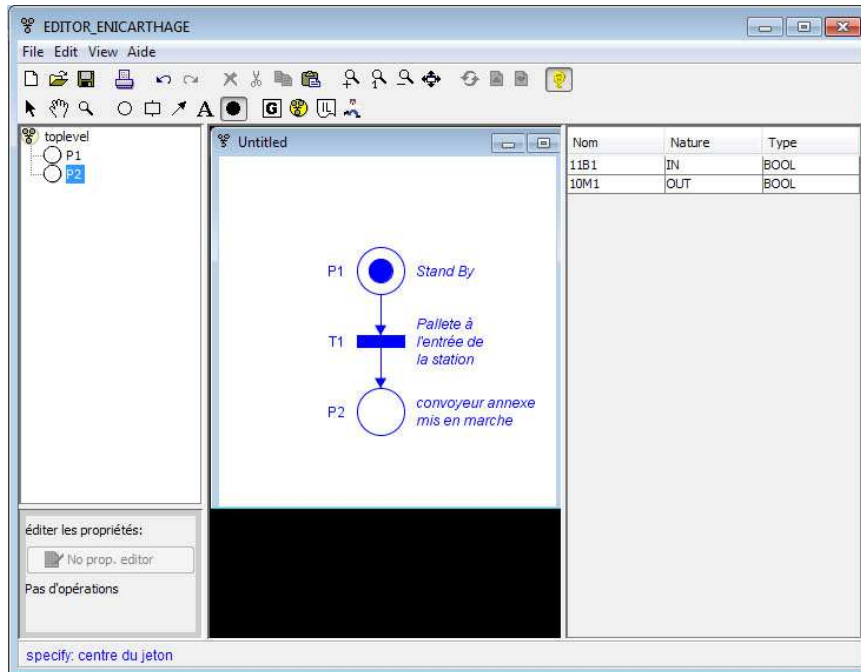 EDITOR_ENICARTHAGE
File Edit View Aide
A G IL
toplevel
P1
P2
Untitled
P1 Stand By
T1 Pallete à
l'entrée de
la station
P2 convoyeur annexe
mis en marche
Nom Nature Type
11B1 IN BOOL
10M1 OUT BOOL
éditer les propriétés:
No prop. editor
Pas d'opérations
specify: centre du jeton